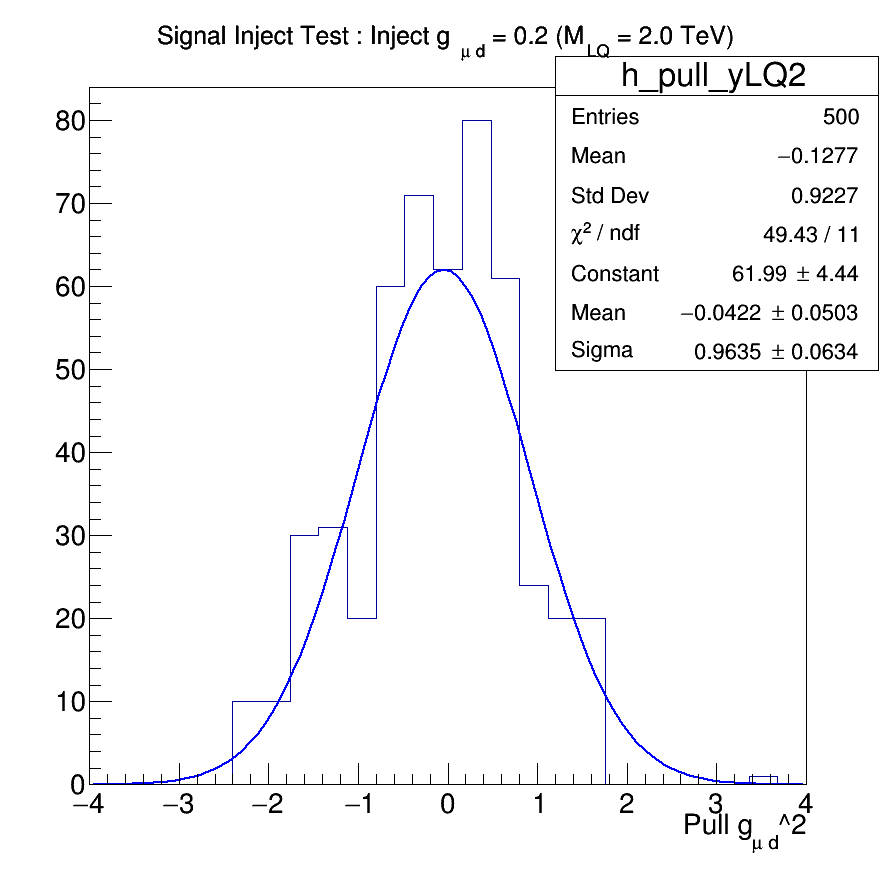 Signal Inject Test : Inject g μ d = 0.2 (M LQ = 2.0 TeV)
h_pull_yLQ2
Entries 500
Mean −0.1277
Std Dev 0.9227
χ² / ndf 49.43 / 11
Constant 61.99 ± 4.44
Mean −0.0422 ± 0.0503
Sigma 0.9635 ± 0.0634
80
70
60
50
40
30
20
10
0
−4 −3 −2 −1 0 1 2 3 4
Pull g μ d ^2